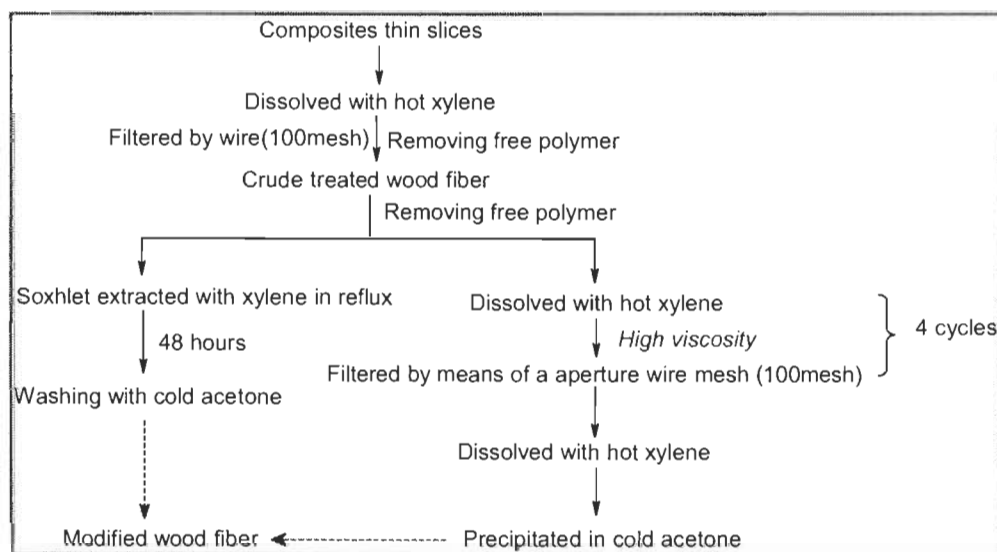 Composites thin slices
Dissolved with hot xylene
Filtered by wire(100mesh) Removing free polymer
Crude treated wood fiber
Removing free polymer
Soxhlet extracted with xylene in reflux
48 hours
Washing with cold acetone
Dissolved with hot xylene
High viscosity
Filtered by means of a aperture wire mesh (100mesh)
4 cycles
Dissolved with hot xylene
Precipitated in cold acetone
Modified wood fiber